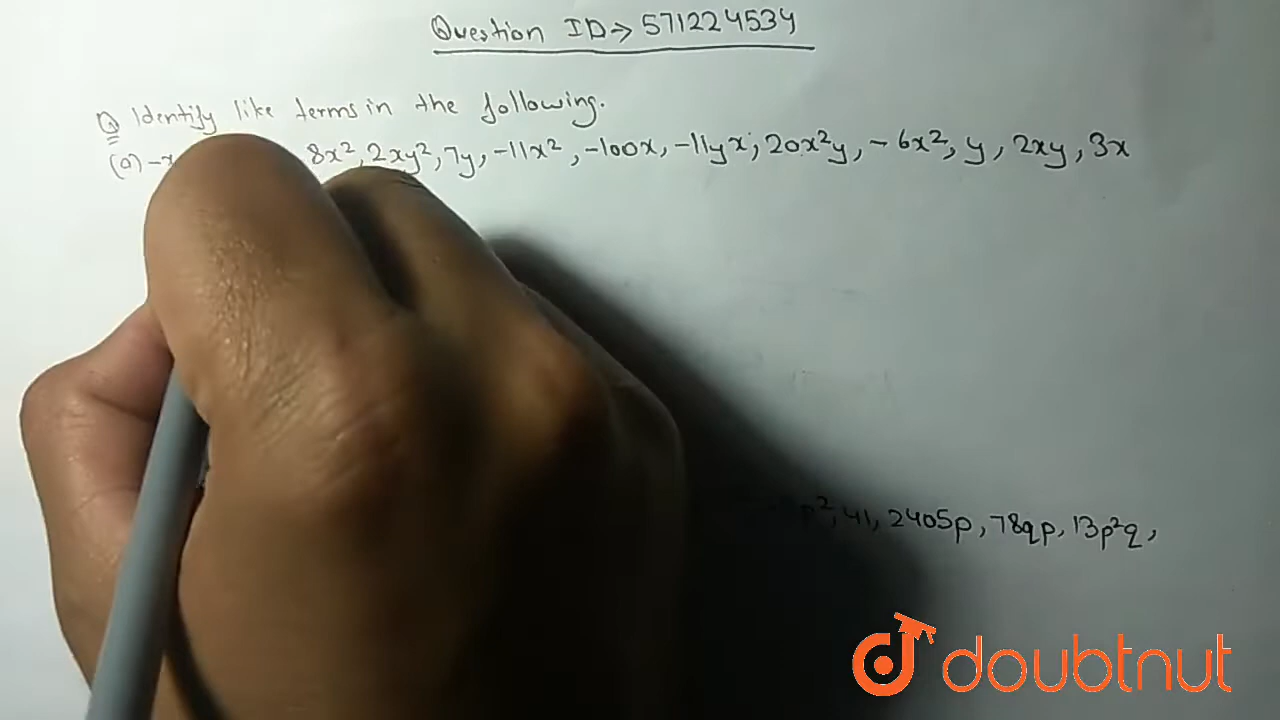 Question ID→ 571224534
Q Identify like terms in the following.
(a) -x 8x², 2xy², 7y, -11x², -100x, -11yx, 20x²y, -6x², y, 2xy, 3x
p², 41, 2405p, 78qp, 13p²q,
doubtnut